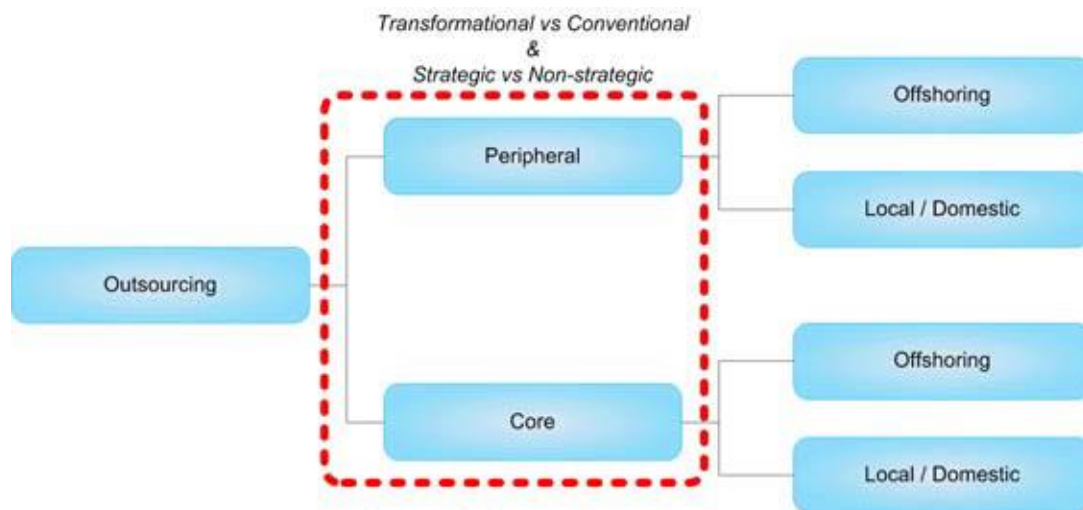 Transformational vs Conventional
&
Strategic vs Non-strategic
Offshoring
Peripheral
Local / Domestic
Outsourcing
Offshoring
Core
Local / Domestic